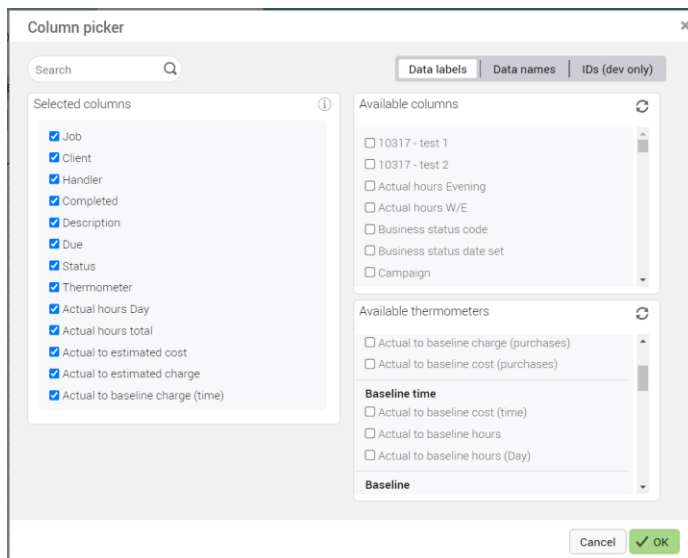 Column picker
×
Search
Data labels
Data names
IDs (dev only)
Selected columns
Job
Client
Handler
Completed
Description
Due
Status
Thermometer
Actual hours Day
Actual hours total
Actual to estimated cost
Actual to estimated charge
Actual to baseline charge (time)
Available columns
10317 - test 1
10317 - test 2
Actual hours Evening
Actual hours W/E
Business status code
Business status date set
Campaign
Available thermometers
Actual to baseline charge (purchases)
Actual to baseline cost (purchases)
Baseline time
Actual to baseline cost (time)
Actual to baseline hours
Actual to baseline hours (Day)
Baseline
Cancel
OK